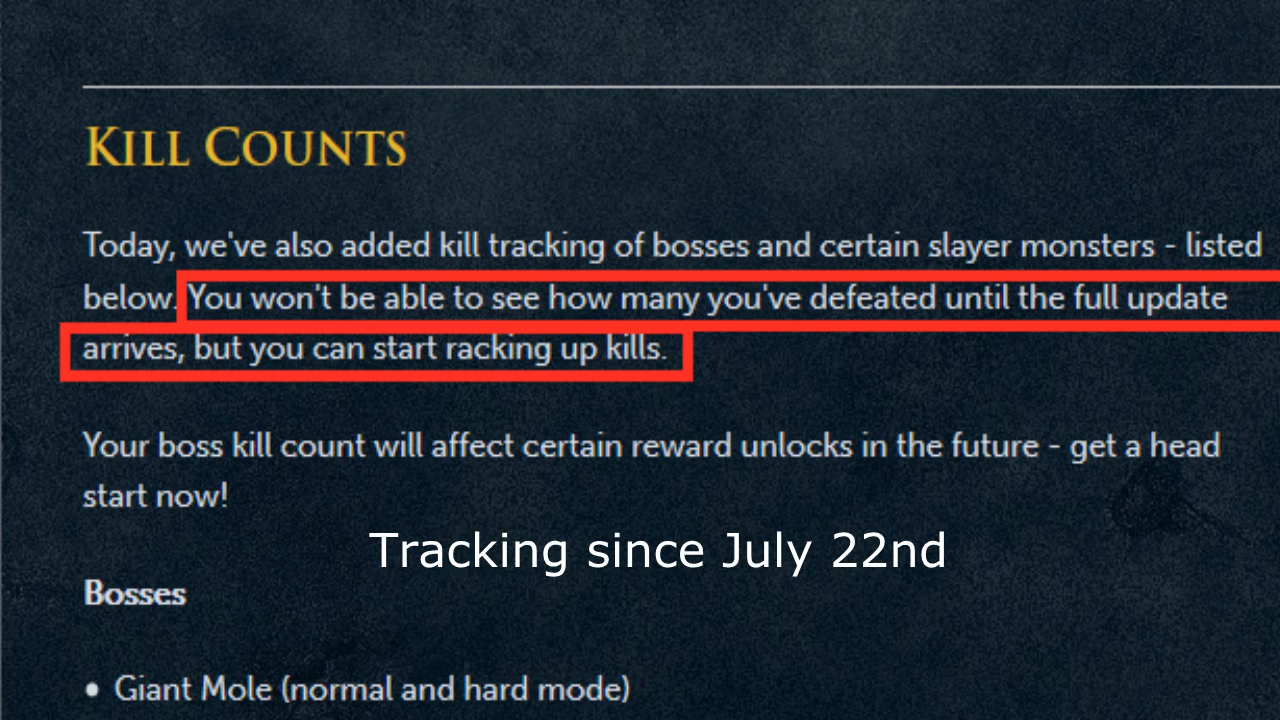 KILL COUNTS
Today, we've also added kill tracking of bosses and certain slayer monsters - listed
below. You won't be able to see how many you've defeated until the full update
arrives, but you can start racking up kills.
Your boss kill count will affect certain reward unlocks in the future - get a head
start now!
Tracking since July 22nd
Bosses
• Giant Mole (normal and hard mode)